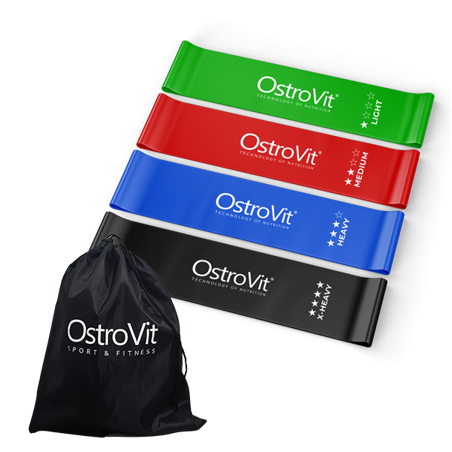 OstroVit®
TECHNOLOGY OF NUTRITION
★☆☆☆
LIGHT
OstroVit®
TECHNOLOGY OF NUTRITION
★★☆☆
MEDIUM
OstroVit®
TECHNOLOGY OF NUTRITION
★★★☆
HEAVY
OstroVit®
TECHNOLOGY OF NUTRITION
★★★★
X-HEAVY
OstroVit
SPORT & FITNESS